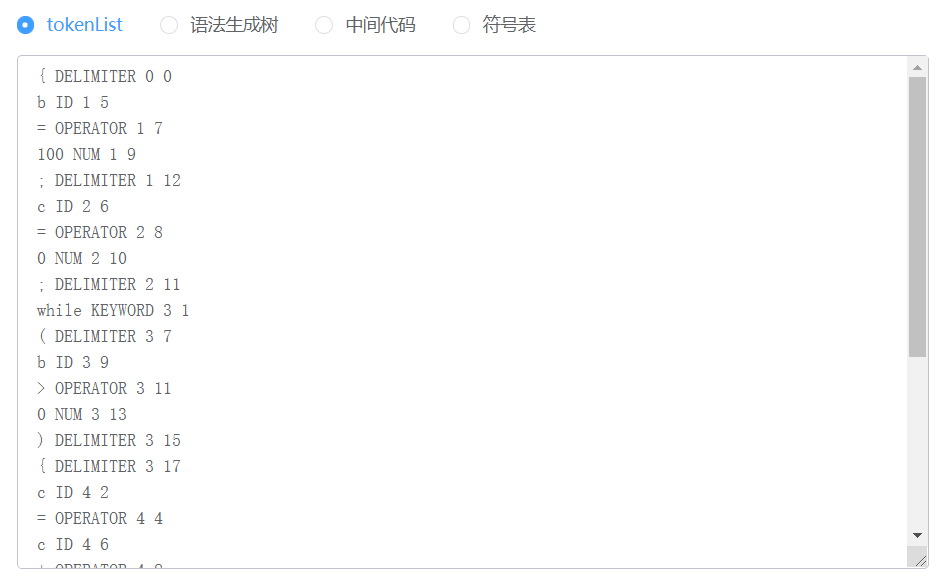 tokenList 语法生成树 中间代码 符号表
{ DELIMITER 0 0
b ID 1 5
= OPERATOR 1 7
100 NUM 1 9
; DELIMITER 1 12
c ID 2 6
= OPERATOR 2 8
0 NUM 2 10
; DELIMITER 2 11
while KEYWORD 3 1
( DELIMITER 3 7
b ID 3 9
> OPERATOR 3 11
0 NUM 3 13
) DELIMITER 3 15
{ DELIMITER 3 17
c ID 4 2
= OPERATOR 4 4
c ID 4 6
OPERATOR 4 8